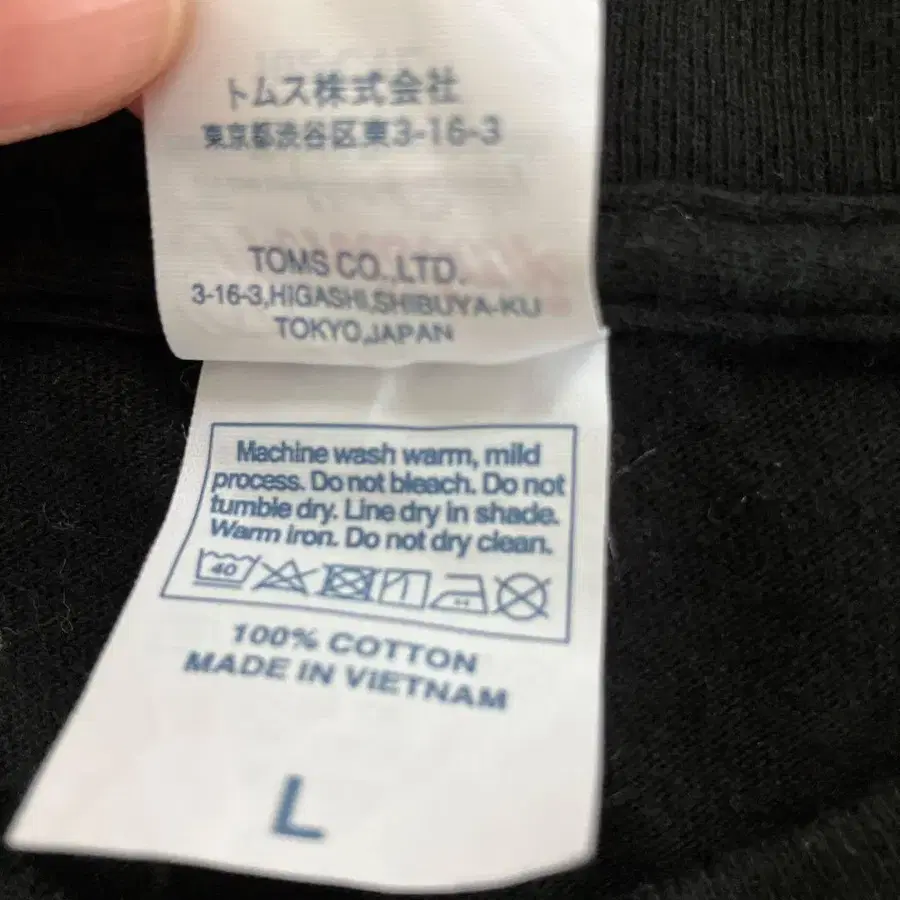 トムス株式会社
東京都渋谷区東3-16-3
TOMS CO.,LTD.
3-16-3,HIGASHI,SHIBUYA-KU
TOKYO,JAPAN
Machine wash warm, mild
process. Do not bleach. Do not
tumble dry. Line dry in shade.
Warm iron. Do not dry clean.
40
100% COTTON
MADE IN VIETNAM
L